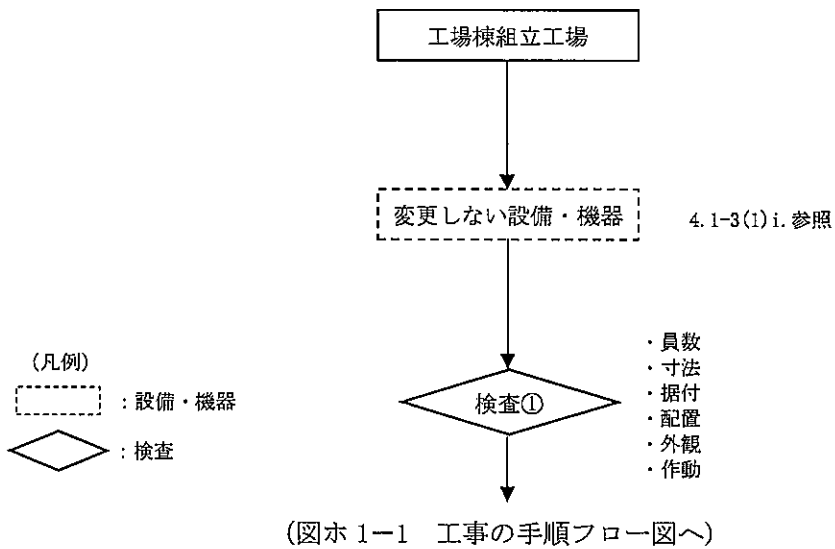 工場棟組立工場
変更しない設備・機器
4.1-3(1)i.参照
検査①
・員数
・寸法
・据付
・配置
・外観
・作動
(凡例)
：設備・機器
：検査
(図ホ1-1 工事の手順フロー図へ)